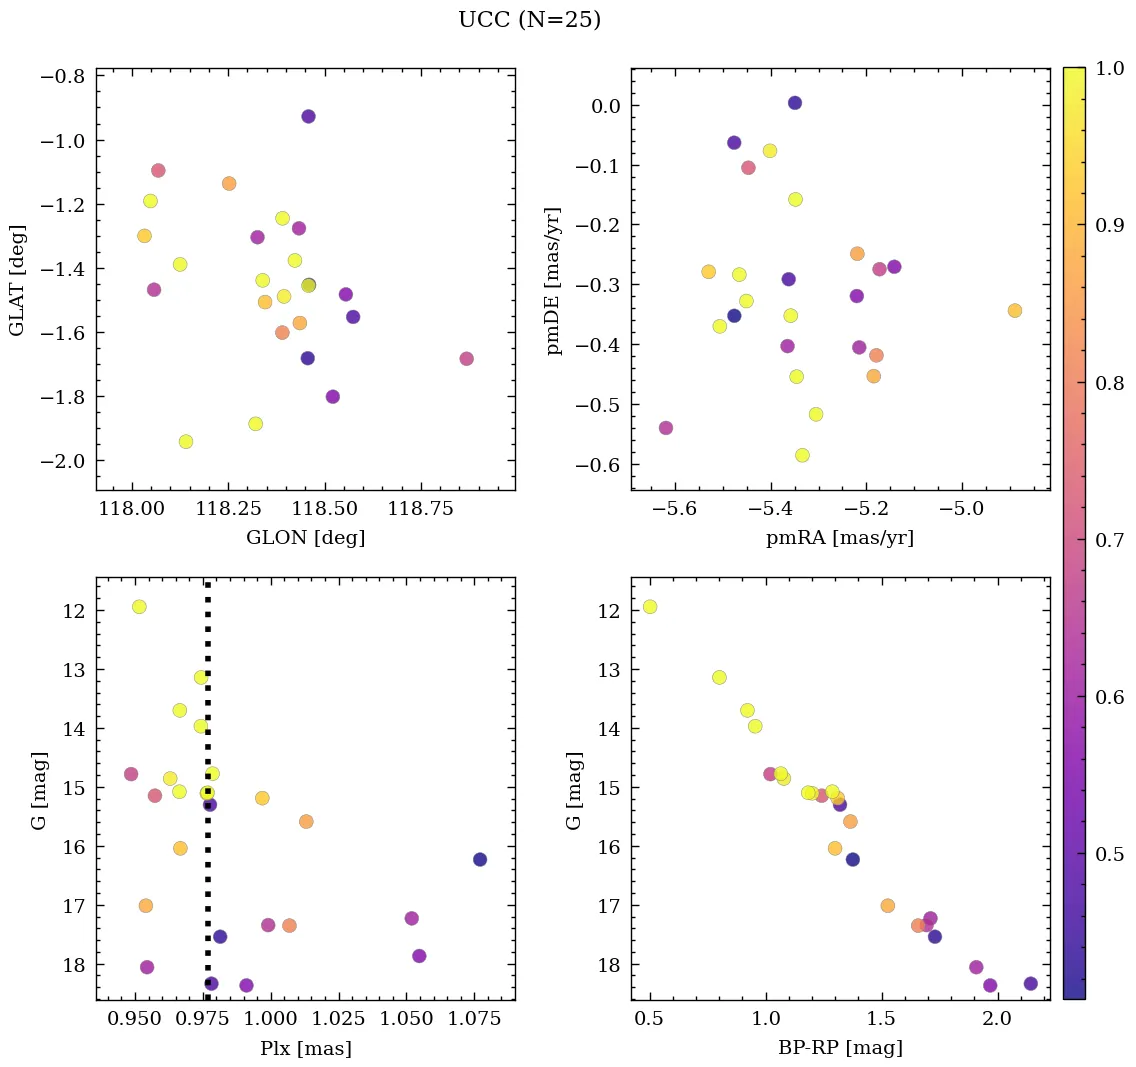 UCC (N=25)
−0.8
−1.0
−1.2
−1.4
−1.6
−1.8
−2.0
GLAT [deg]
118.00 118.25 118.50 118.75
GLON [deg]
0.0
−0.1
−0.2
−0.3
−0.4
−0.5
−0.6
pmDE [mas/yr]
−5.6 −5.4 −5.2 −5.0
pmRA [mas/yr]
1.0
0.9
0.8
0.7
0.6
0.5
12
13
14
15
16
17
18
G [mag]
0.950 0.975 1.000 1.025 1.050 1.075
Plx [mas]
12
13
14
15
16
17
18
G [mag]
0.5 1.0 1.5 2.0
BP-RP [mag]